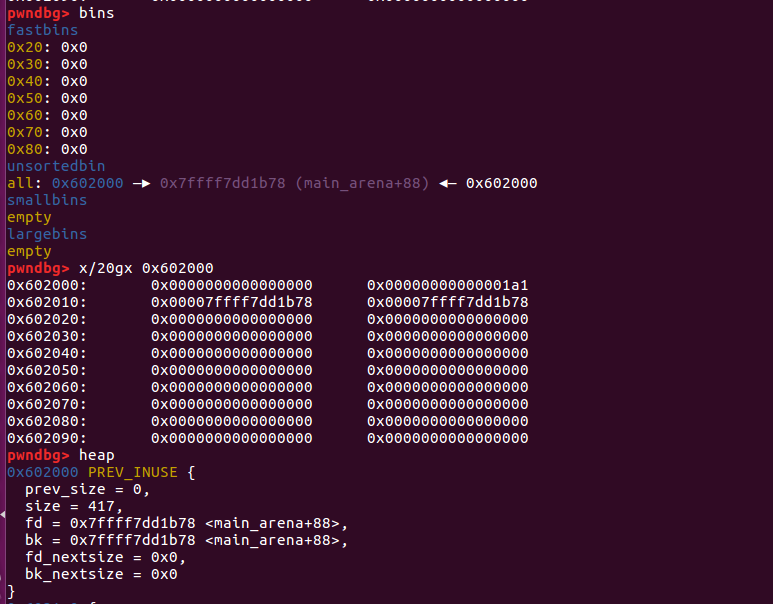 pwndbg> bins
fastbins
0x20: 0x0
0x30: 0x0
0x40: 0x0
0x50: 0x0
0x60: 0x0
0x70: 0x0
0x80: 0x0
unsortedbin
all: 0x602000 —▸ 0x7ffff7dd1b78 (main_arena+88) ◂— 0x602000
smallbins
empty
largebins
empty
pwndbg> x/20gx 0x602000
0x602000: 0x0000000000000000 0x00000000000001a1
0x602010: 0x00007ffff7dd1b78 0x00007ffff7dd1b78
0x602020: 0x0000000000000000 0x0000000000000000
0x602030: 0x0000000000000000 0x0000000000000000
0x602040: 0x0000000000000000 0x0000000000000000
0x602050: 0x0000000000000000 0x0000000000000000
0x602060: 0x0000000000000000 0x0000000000000000
0x602070: 0x0000000000000000 0x0000000000000000
0x602080: 0x0000000000000000 0x0000000000000000
0x602090: 0x0000000000000000 0x0000000000000000
pwndbg> heap
0x602000 PREV_INUSE {
  prev_size = 0,
  size = 417,
  fd = 0x7ffff7dd1b78 <main_arena+88>,
  bk = 0x7ffff7dd1b78 <main_arena+88>,
  fd_nextsize = 0x0,
  bk_nextsize = 0x0
}